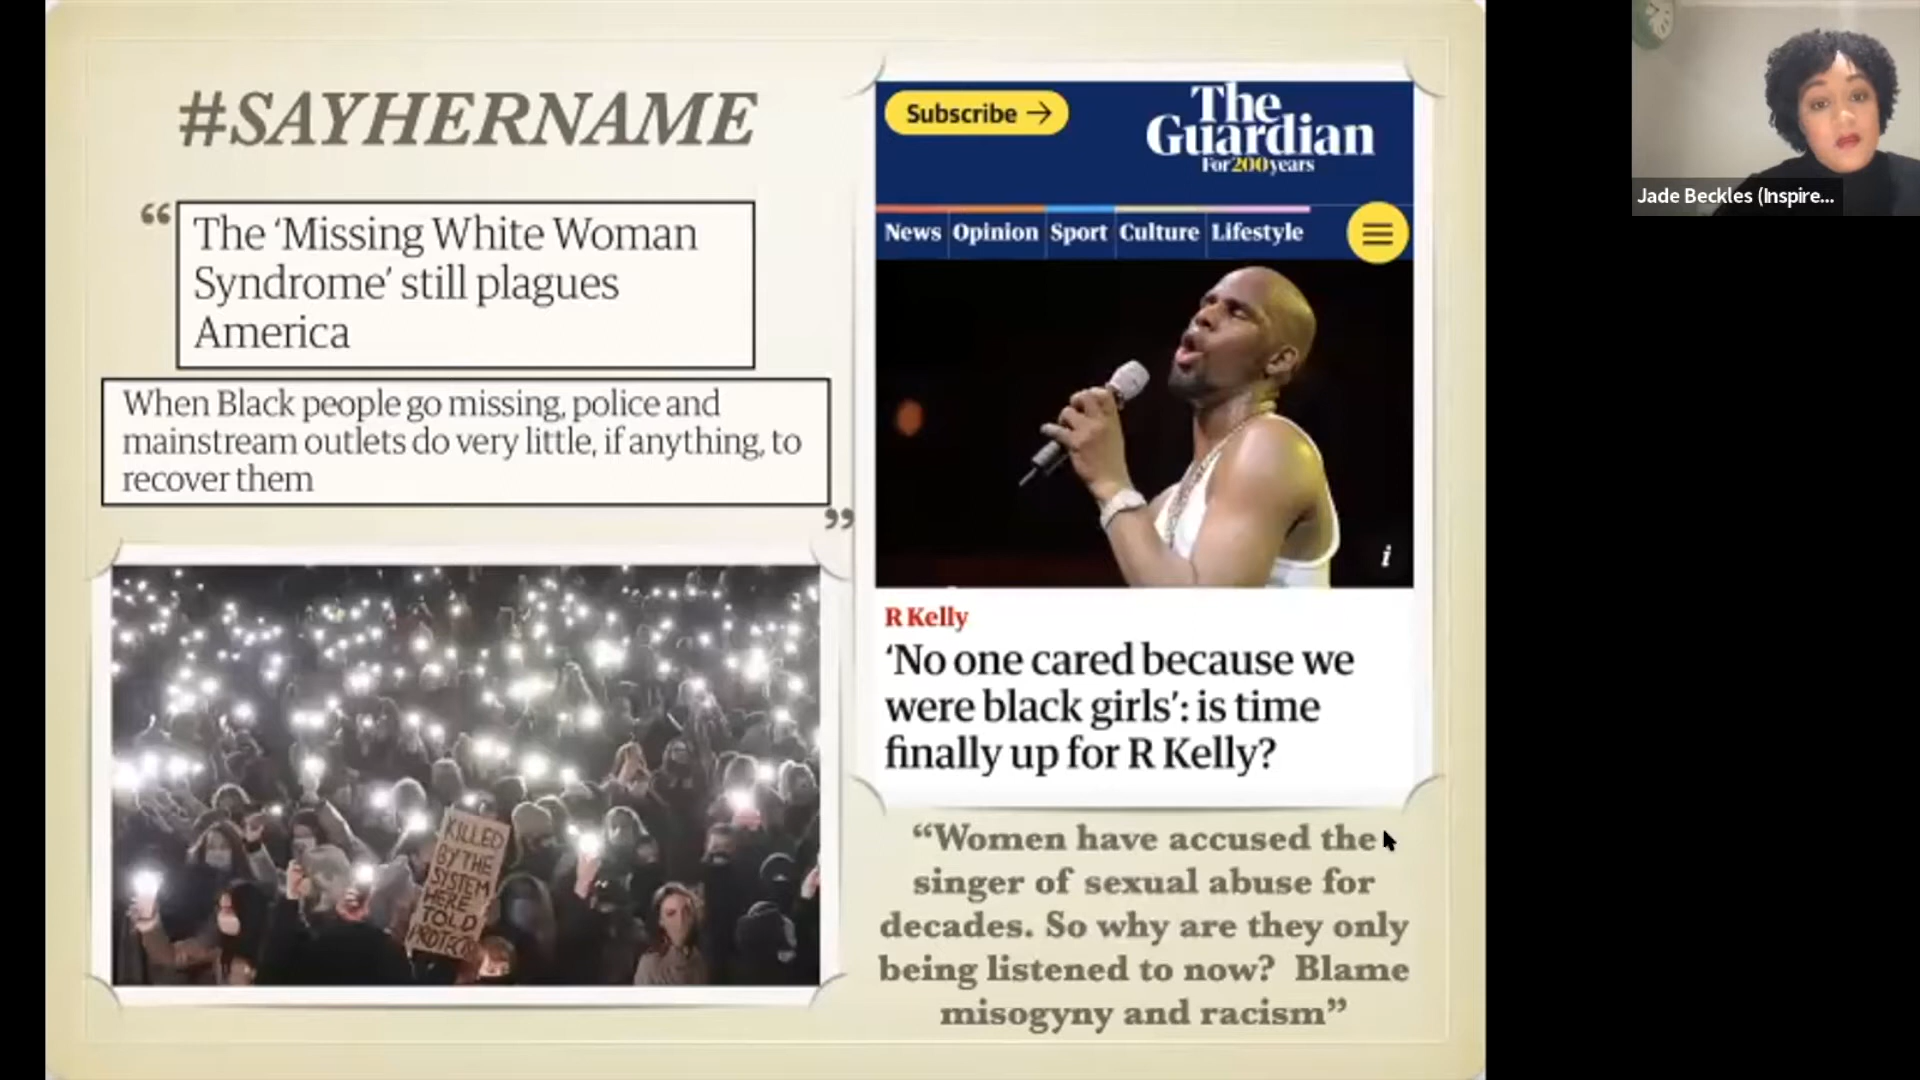 #SAYHERNAME
“
The ‘Missing White Woman
Syndrome’ still plagues
America
When Black people go missing, police and
mainstream outlets do very little, if anything, to
recover them
”
KILLED
BY THE
SYSTEM
HERE
TOLD
PROTECTS
Subscribe →
The
Guardian
For 200 years
News Opinion Sport Culture Lifestyle
i
R Kelly
‘No one cared because we
were black girls’: is time
finally up for R Kelly?
“Women have accused the
singer of sexual abuse for
decades. So why are they only
being listened to now? Blame
misogyny and racism”
Jade Beckles (Inspire...